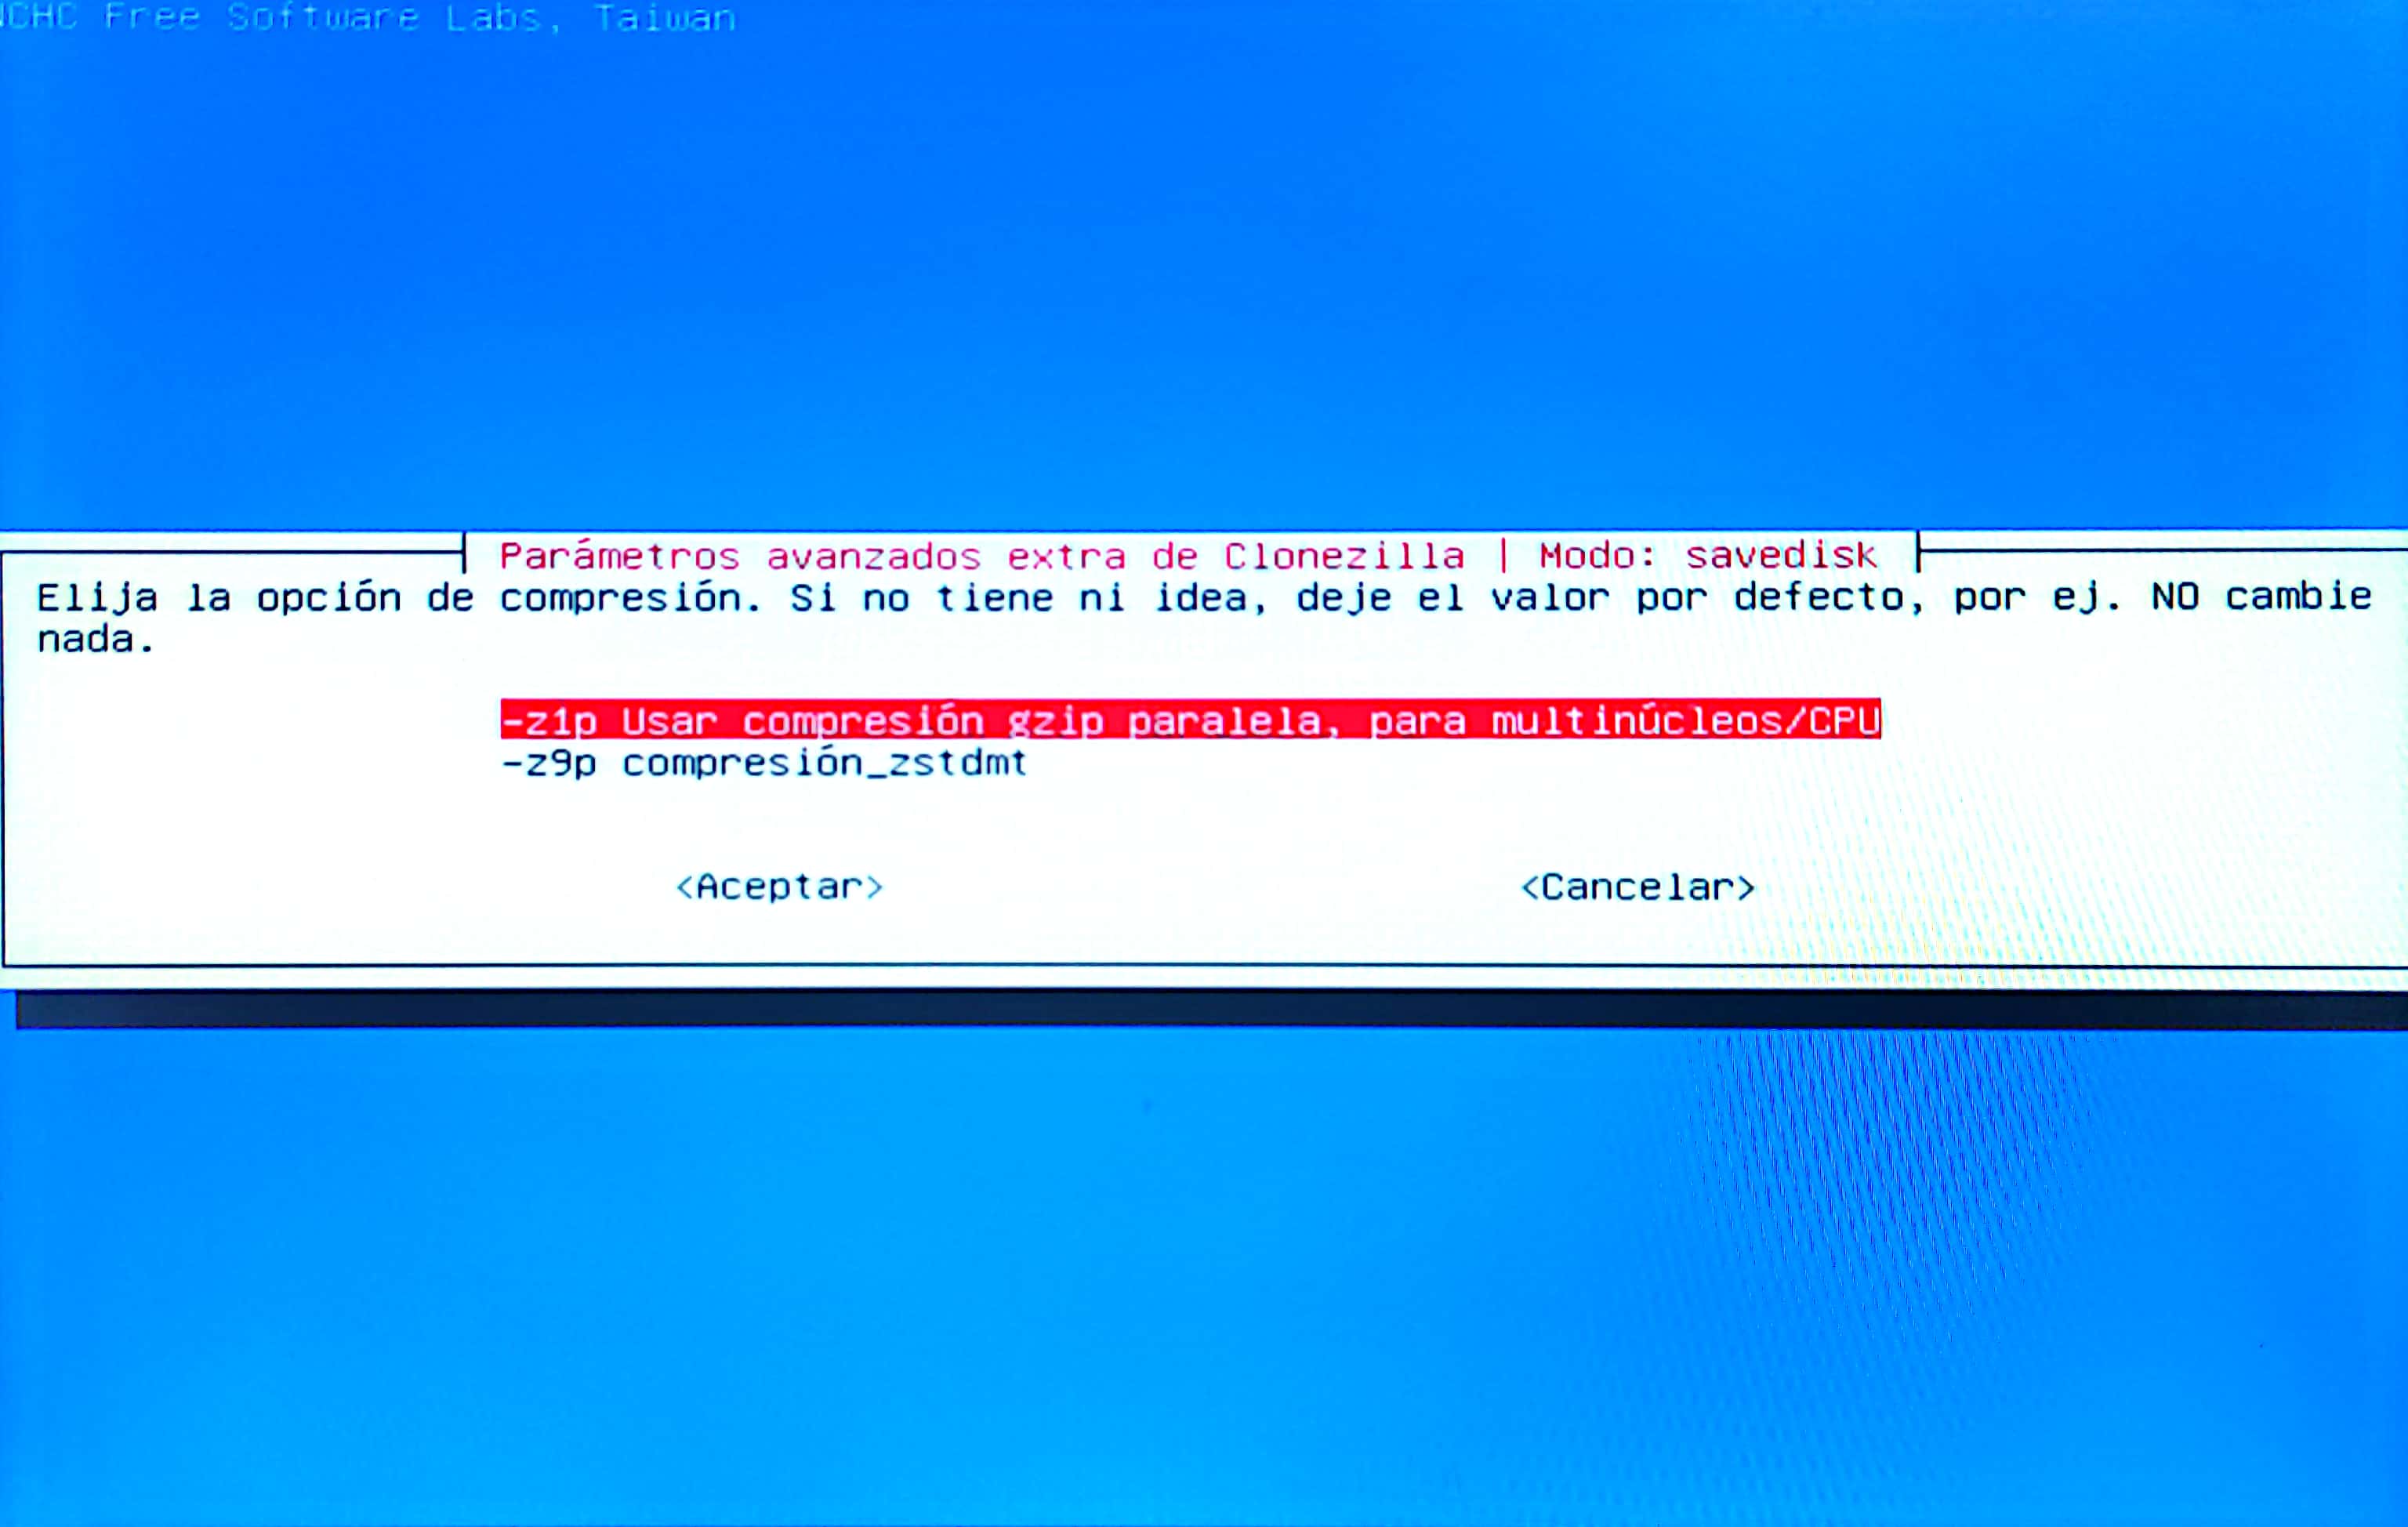 NCHC Free Software Labs, Taiwan
Parámetros avanzados extra de Clonezilla | Modo: savedisk
Elija la opción de compresión. Si no tiene ni idea, deje el valor por defecto, por ej. NO cambie
nada.
-z1p Usar compresión gzip paralela, para multinúcleos/CPU
-z9p compresión_zstdmt
<Aceptar> <Cancelar>